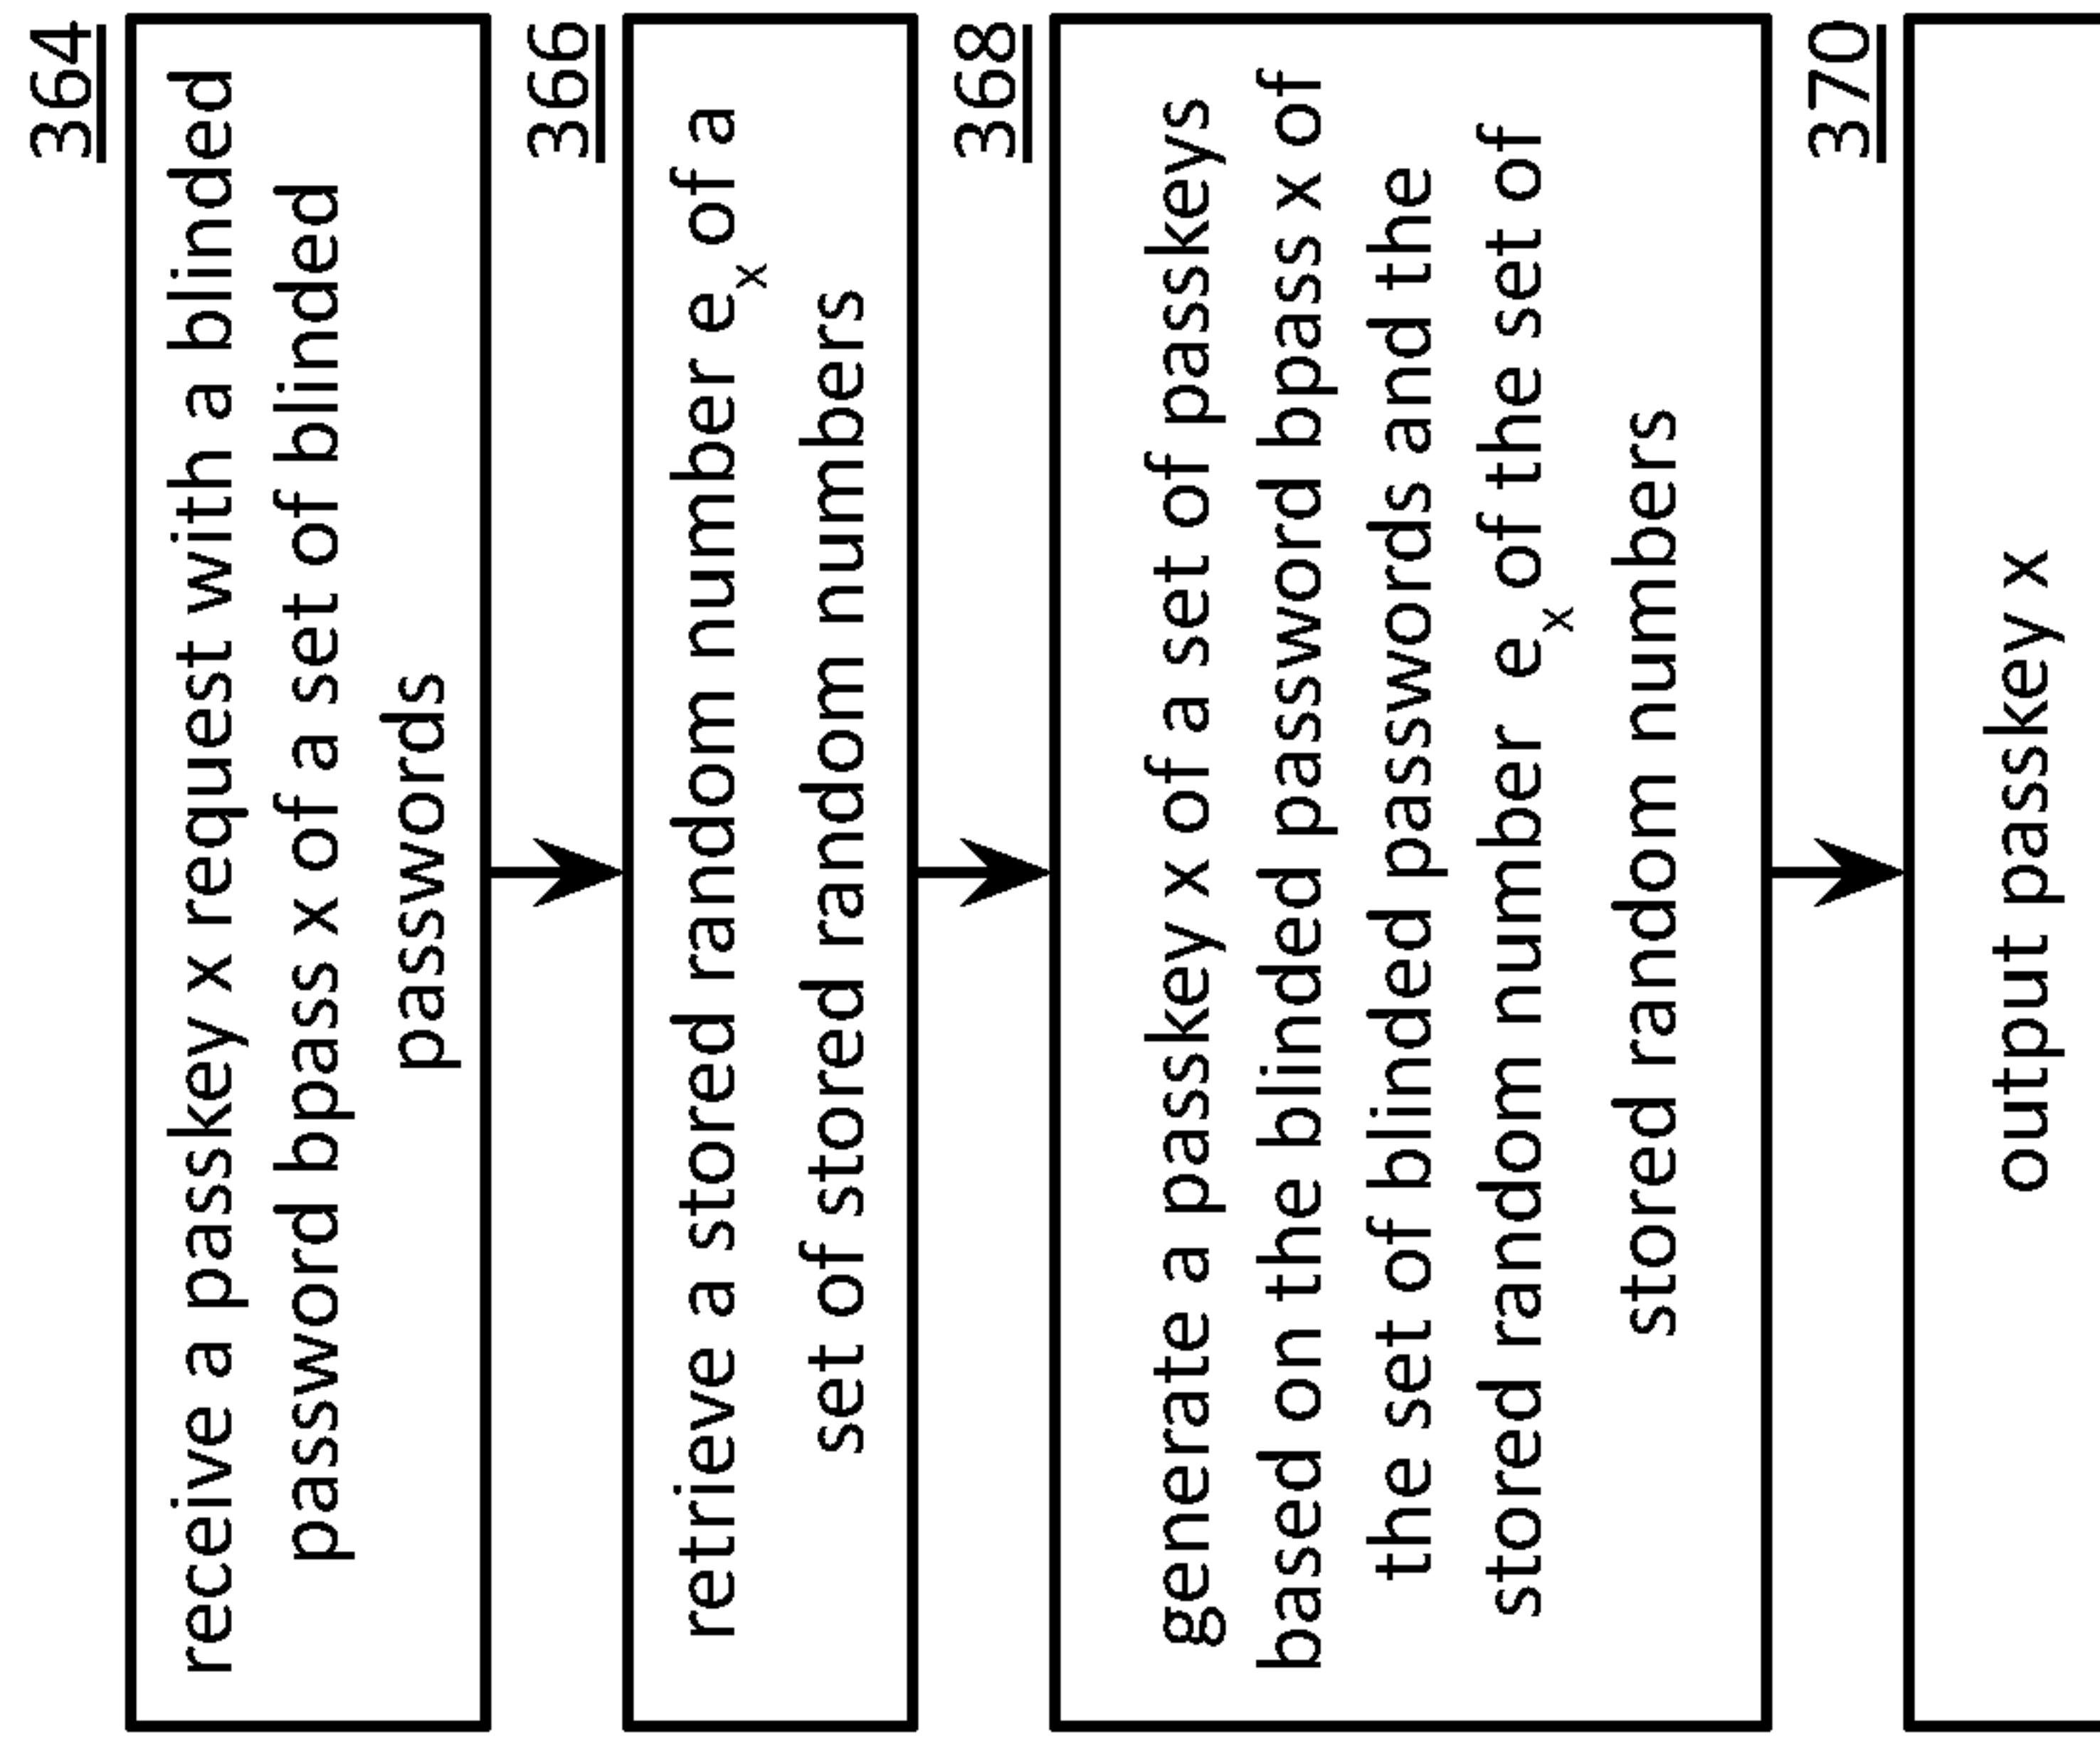 364
receive a passkey x request with a blinded
password bpass x of a set of blinded
passwords
366
retrieve a stored random number eₓ of a
set of stored random numbers
368
generate a passkey x of a set of passkeys
based on the blinded password bpass x of
the set of blinded passwords and the
stored random number eₓ of the set of
stored random numbers
370
output passkey x